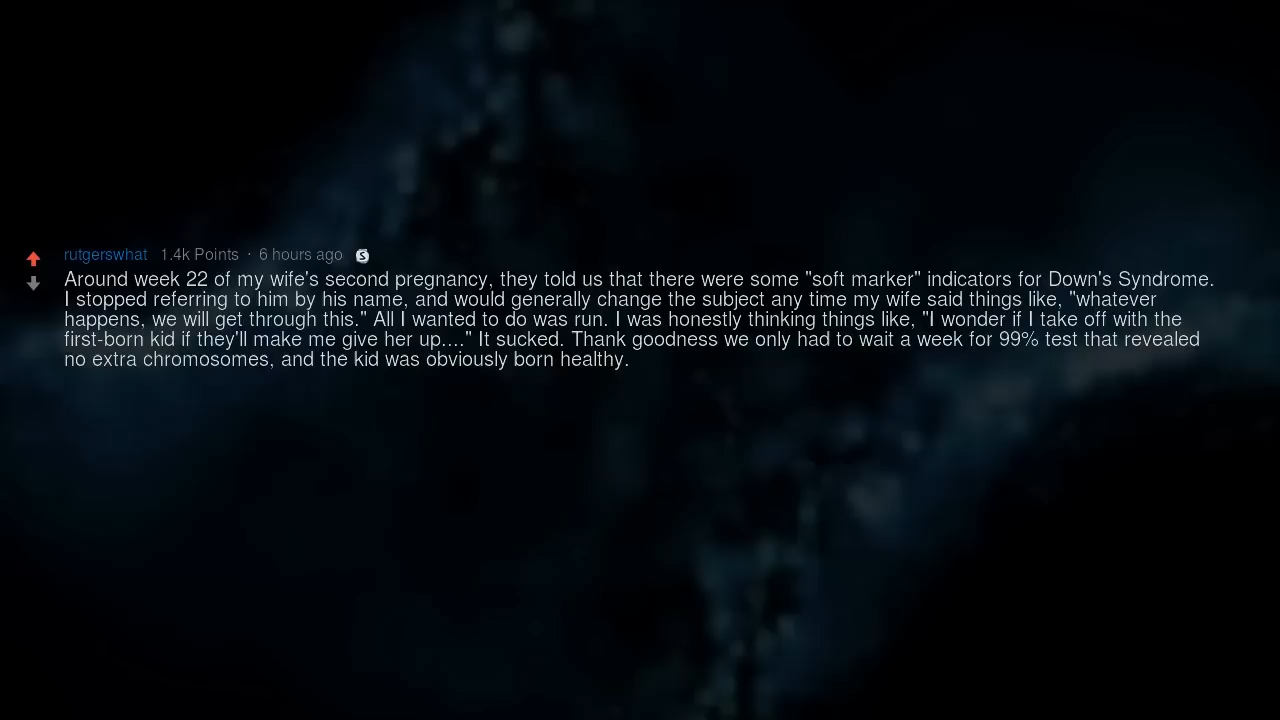 rutgerswhat 1.4k Points · 6 hours ago S
Around week 22 of my wife's second pregnancy, they told us that there were some "soft marker" indicators for Down's Syndrome.
I stopped referring to him by his name, and would generally change the subject any time my wife said things like, "whatever
happens, we will get through this." All I wanted to do was run. I was honestly thinking things like, "I wonder if I take off with the
first-born kid if they'll make me give her up...." It sucked. Thank goodness we only had to wait a week for 99% test that revealed
no extra chromosomes, and the kid was obviously born healthy.